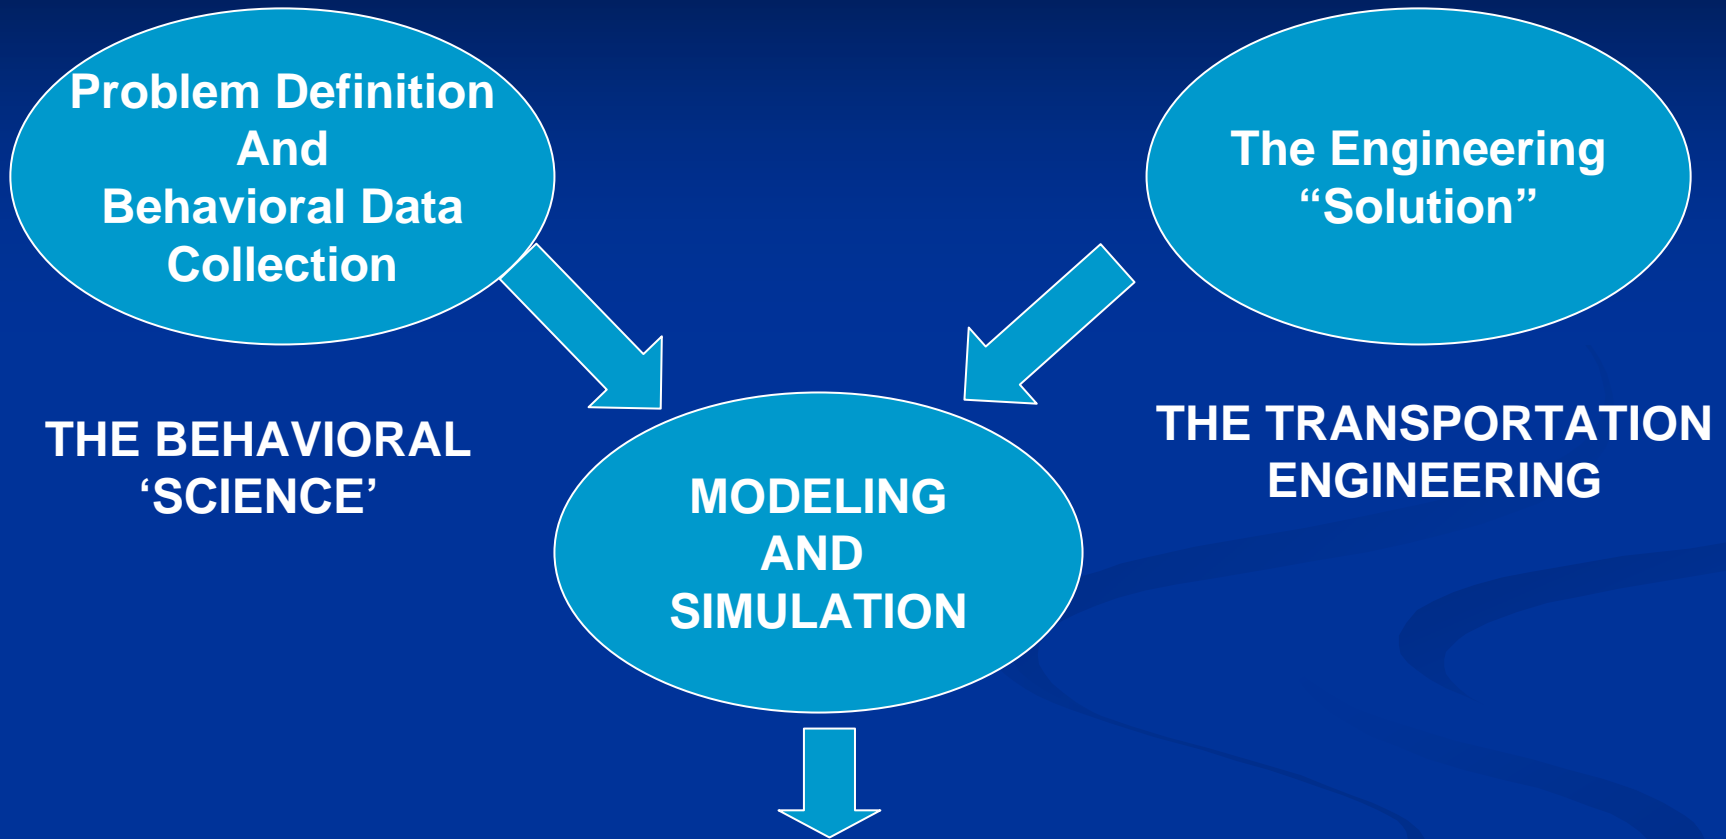 Problem Definition
And
Behavioral Data
Collection
The Engineering
“Solution”
THE BEHAVIORAL
‘SCIENCE’
THE TRANSPORTATION
ENGINEERING
MODELING
AND
SIMULATION